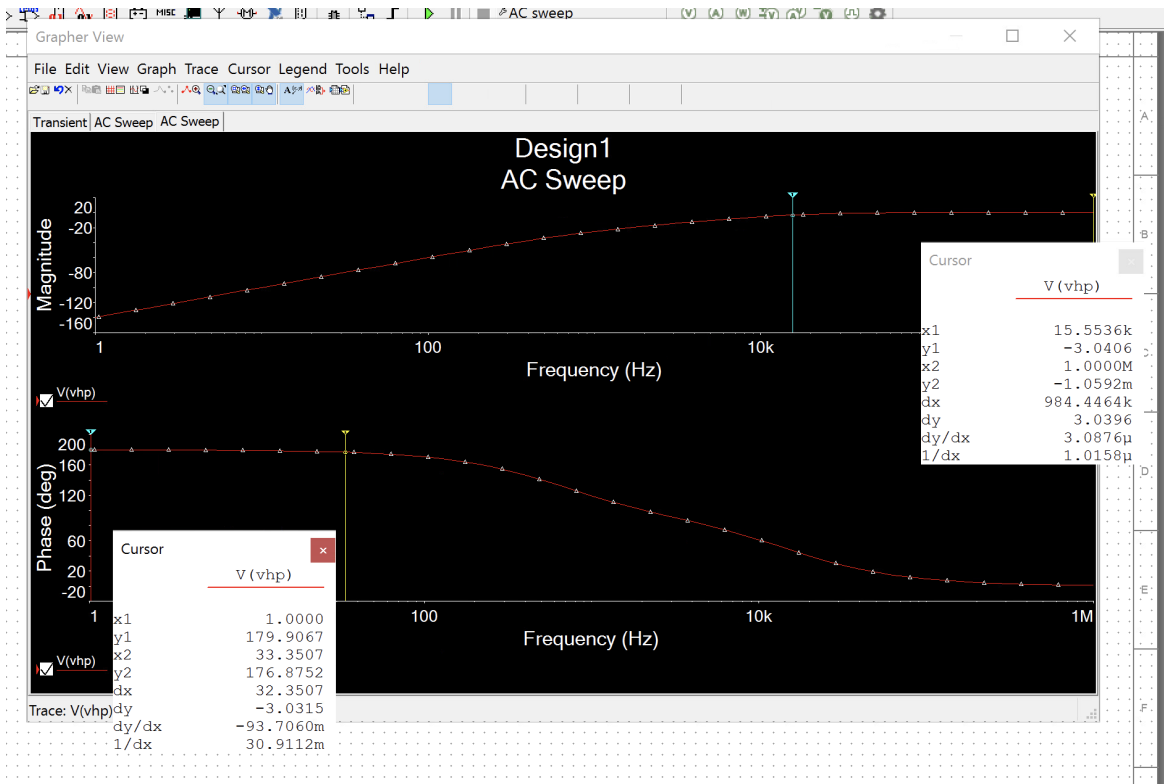 MISC AC sweep
Grapher View
File Edit View Graph Trace Cursor Legend Tools Help
Transient AC Sweep AC Sweep
Design1
AC Sweep
Magnitude
20
-20
-80
-120
-160
1 100 10k
Frequency (Hz)
V(vhp)
Cursor
V(vhp)
x1 15.5536k
y1 -3.0406
x2 1.0000M
y2 -1.0592m
dx 984.4464k
dy 3.0396
dy/dx 3.0876µ
1/dx 1.0158µ
Phase (deg)
200
160
120
60
20
-20
1 100 10k 1M
Frequency (Hz)
V(vhp)
Cursor
V(vhp)
x1 1.0000
y1 179.9067
x2 33.3507
y2 176.8752
dx 32.3507
dy -3.0315
dy/dx -93.7060m
1/dx 30.9112m
Trace: V(vhp)
A
B
C
D
E
F